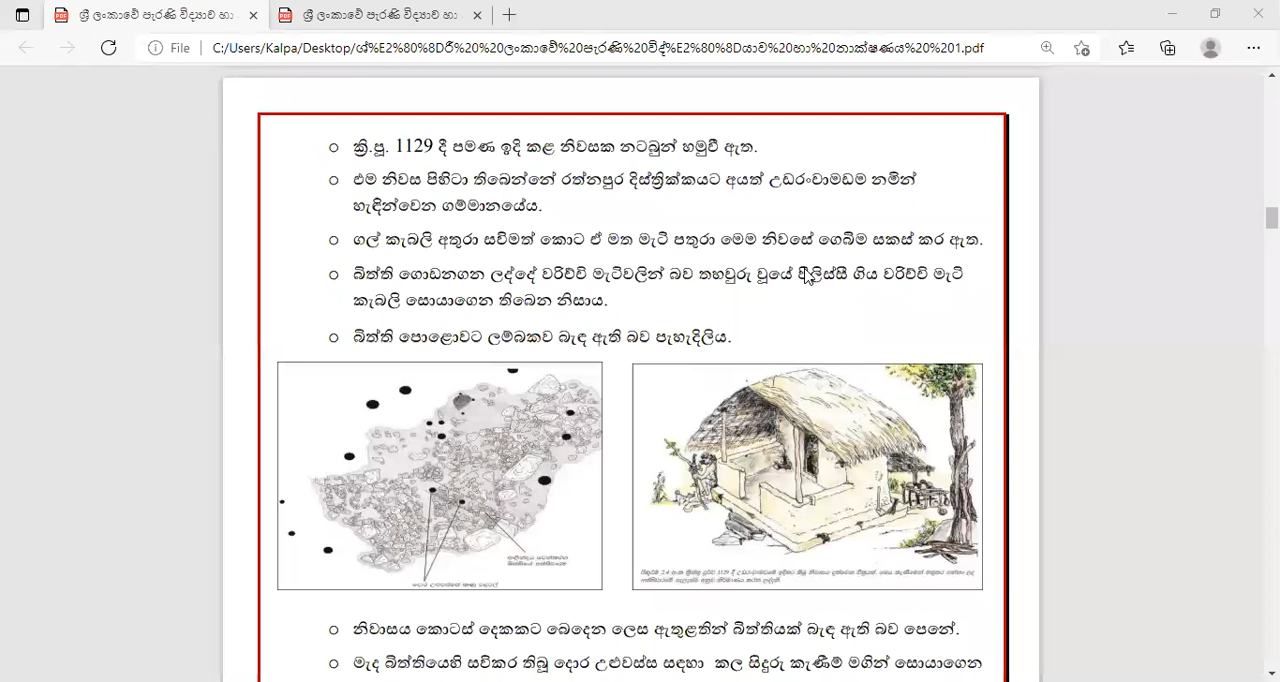 ශ්‍රී ලංකාවේ පැරණි විද්‍යාව හා
ශ්‍රී ලංකාවේ පැරණි විද්‍යාව හා
File
C:/Users/Kalpa/Desktop/ශ්%E2%80%8Dරී%20%20ලංකාවේ%20පැරණි%20විද්%E2%80%8Dයාව%20හා%20තාක්ෂණය%20%201.pdf
ක්‍රි.පූ. 1129 දී පමණ ඉදි කළ නිවසක නටබුන් හමුවී ඇත.
එම නිවස පිහිටා තිබෙන්නේ රත්නපුර දිස්ත්‍රික්කයට අයත් උඩරංචාමඩම නමින්
හැඳින්වෙන ගම්මානයේය.
ගල් කැබලි අතුරා සවිමත් කොට ඒ මත මැටි පතුරා මෙම නිවසේ ගෙබිම සකස් කර ඇත.
බිත්ති ගොඩනගන ලද්දේ වරිච්චි මැටිවලින් බව තහවුරු වූයේ පිලිස්සී ගිය වරිච්චි මැටි
කැබලි සොයාගෙන තිබෙන නිසාය.
බිත්ති පොළොවට ලම්බකව බැඳ ඇති බව පැහැදිලිය.
නිවාසය කොටස් දෙකකට බෙදෙන ලෙස ඇතුළතින් බිත්තියක් බැඳ ඇති බව පෙනේ.
මැද බිත්තියෙහි සවිකර තිබූ දොර උළුවස්ස සඳහා කල සිදුරු කැණීම් මගින් සොයාගෙන